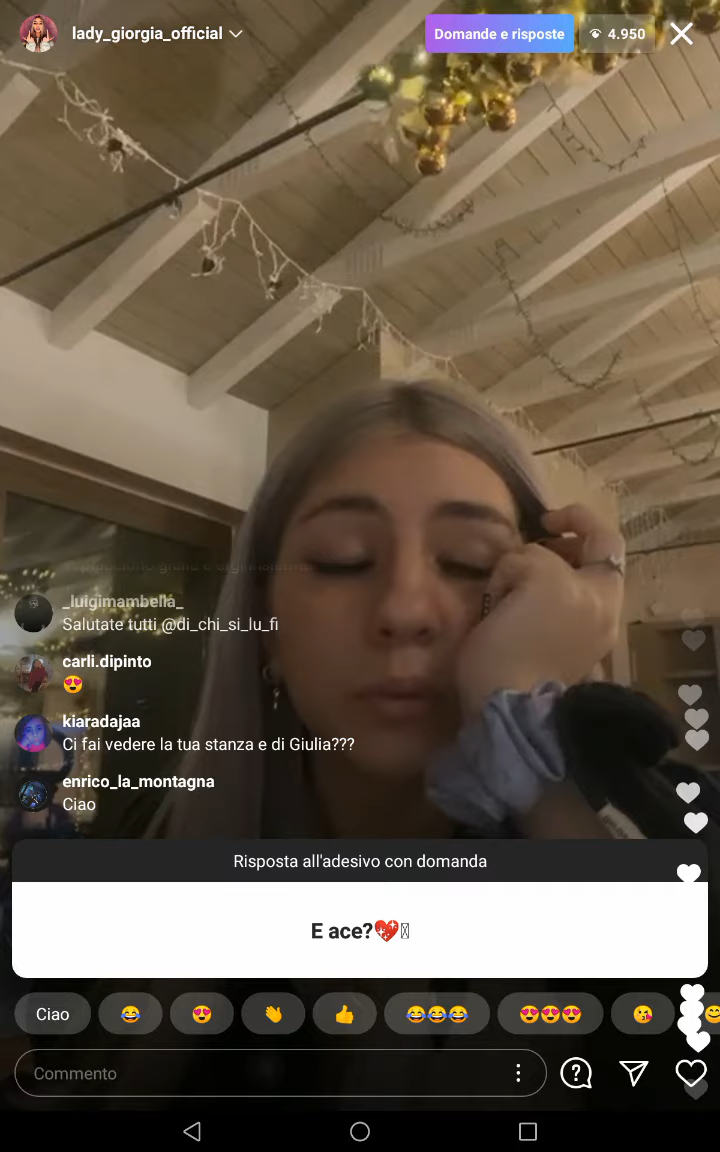 lady_giorgia_official
Domande e risposte
4.950
_luigimambella_
Salutate tutti @di_chi_si_lu_fi
carli.dipinto
😍
kiaradajaa
Ci fai vedere la tua stanza e di Giulia???
enrico_la_montagna
Ciao
Risposta all'adesivo con domanda
E ace?💖
Ciao 😂 😍 👋 👍 😂😂😂 😍😍😍 😘 😊
Commento